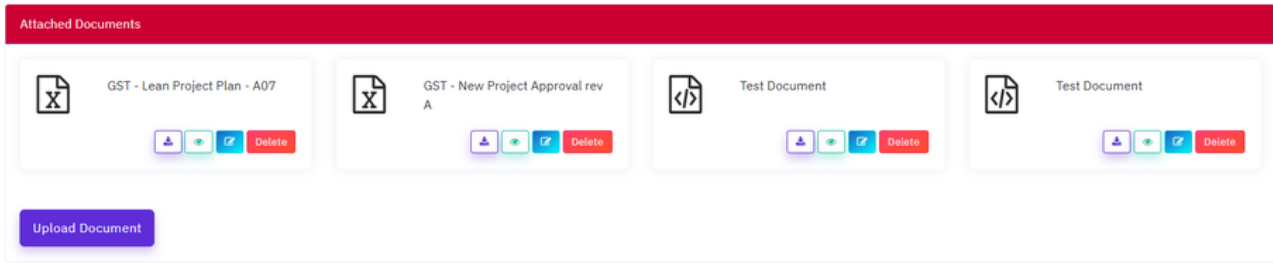 Attached Documents
GST - Lean Project Plan - A07
GST - New Project Approval rev
A
Test Document
Test Document
Delete
Delete
Delete
Delete
Upload Document